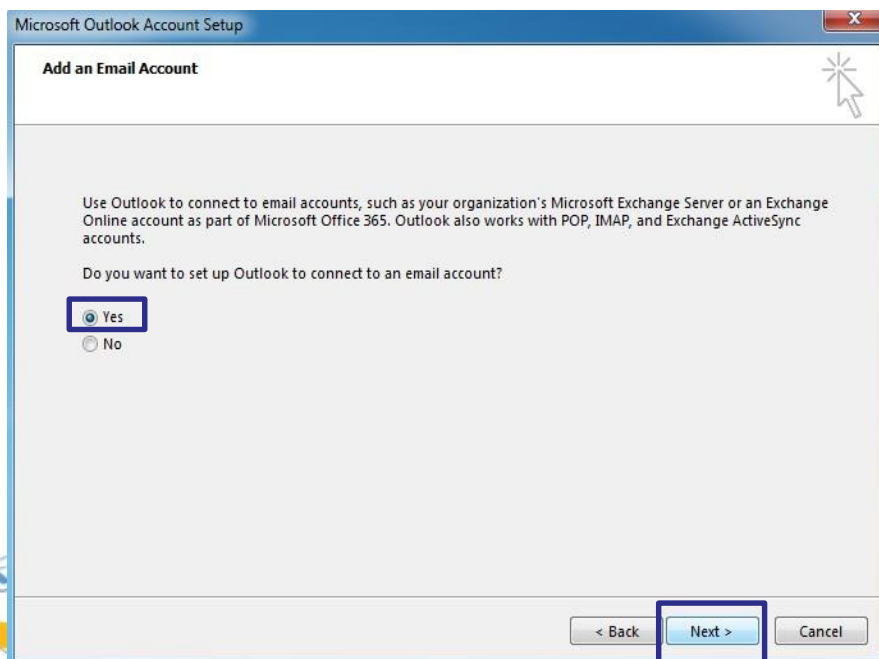 Microsoft Outlook Account Setup
x
Add an Email Account
Use Outlook to connect to email accounts, such as your organization's Microsoft Exchange Server or an Exchange
Online account as part of Microsoft Office 365. Outlook also works with POP, IMAP, and Exchange ActiveSync
accounts.
Do you want to set up Outlook to connect to an email account?
Yes
No
< Back Next > Cancel